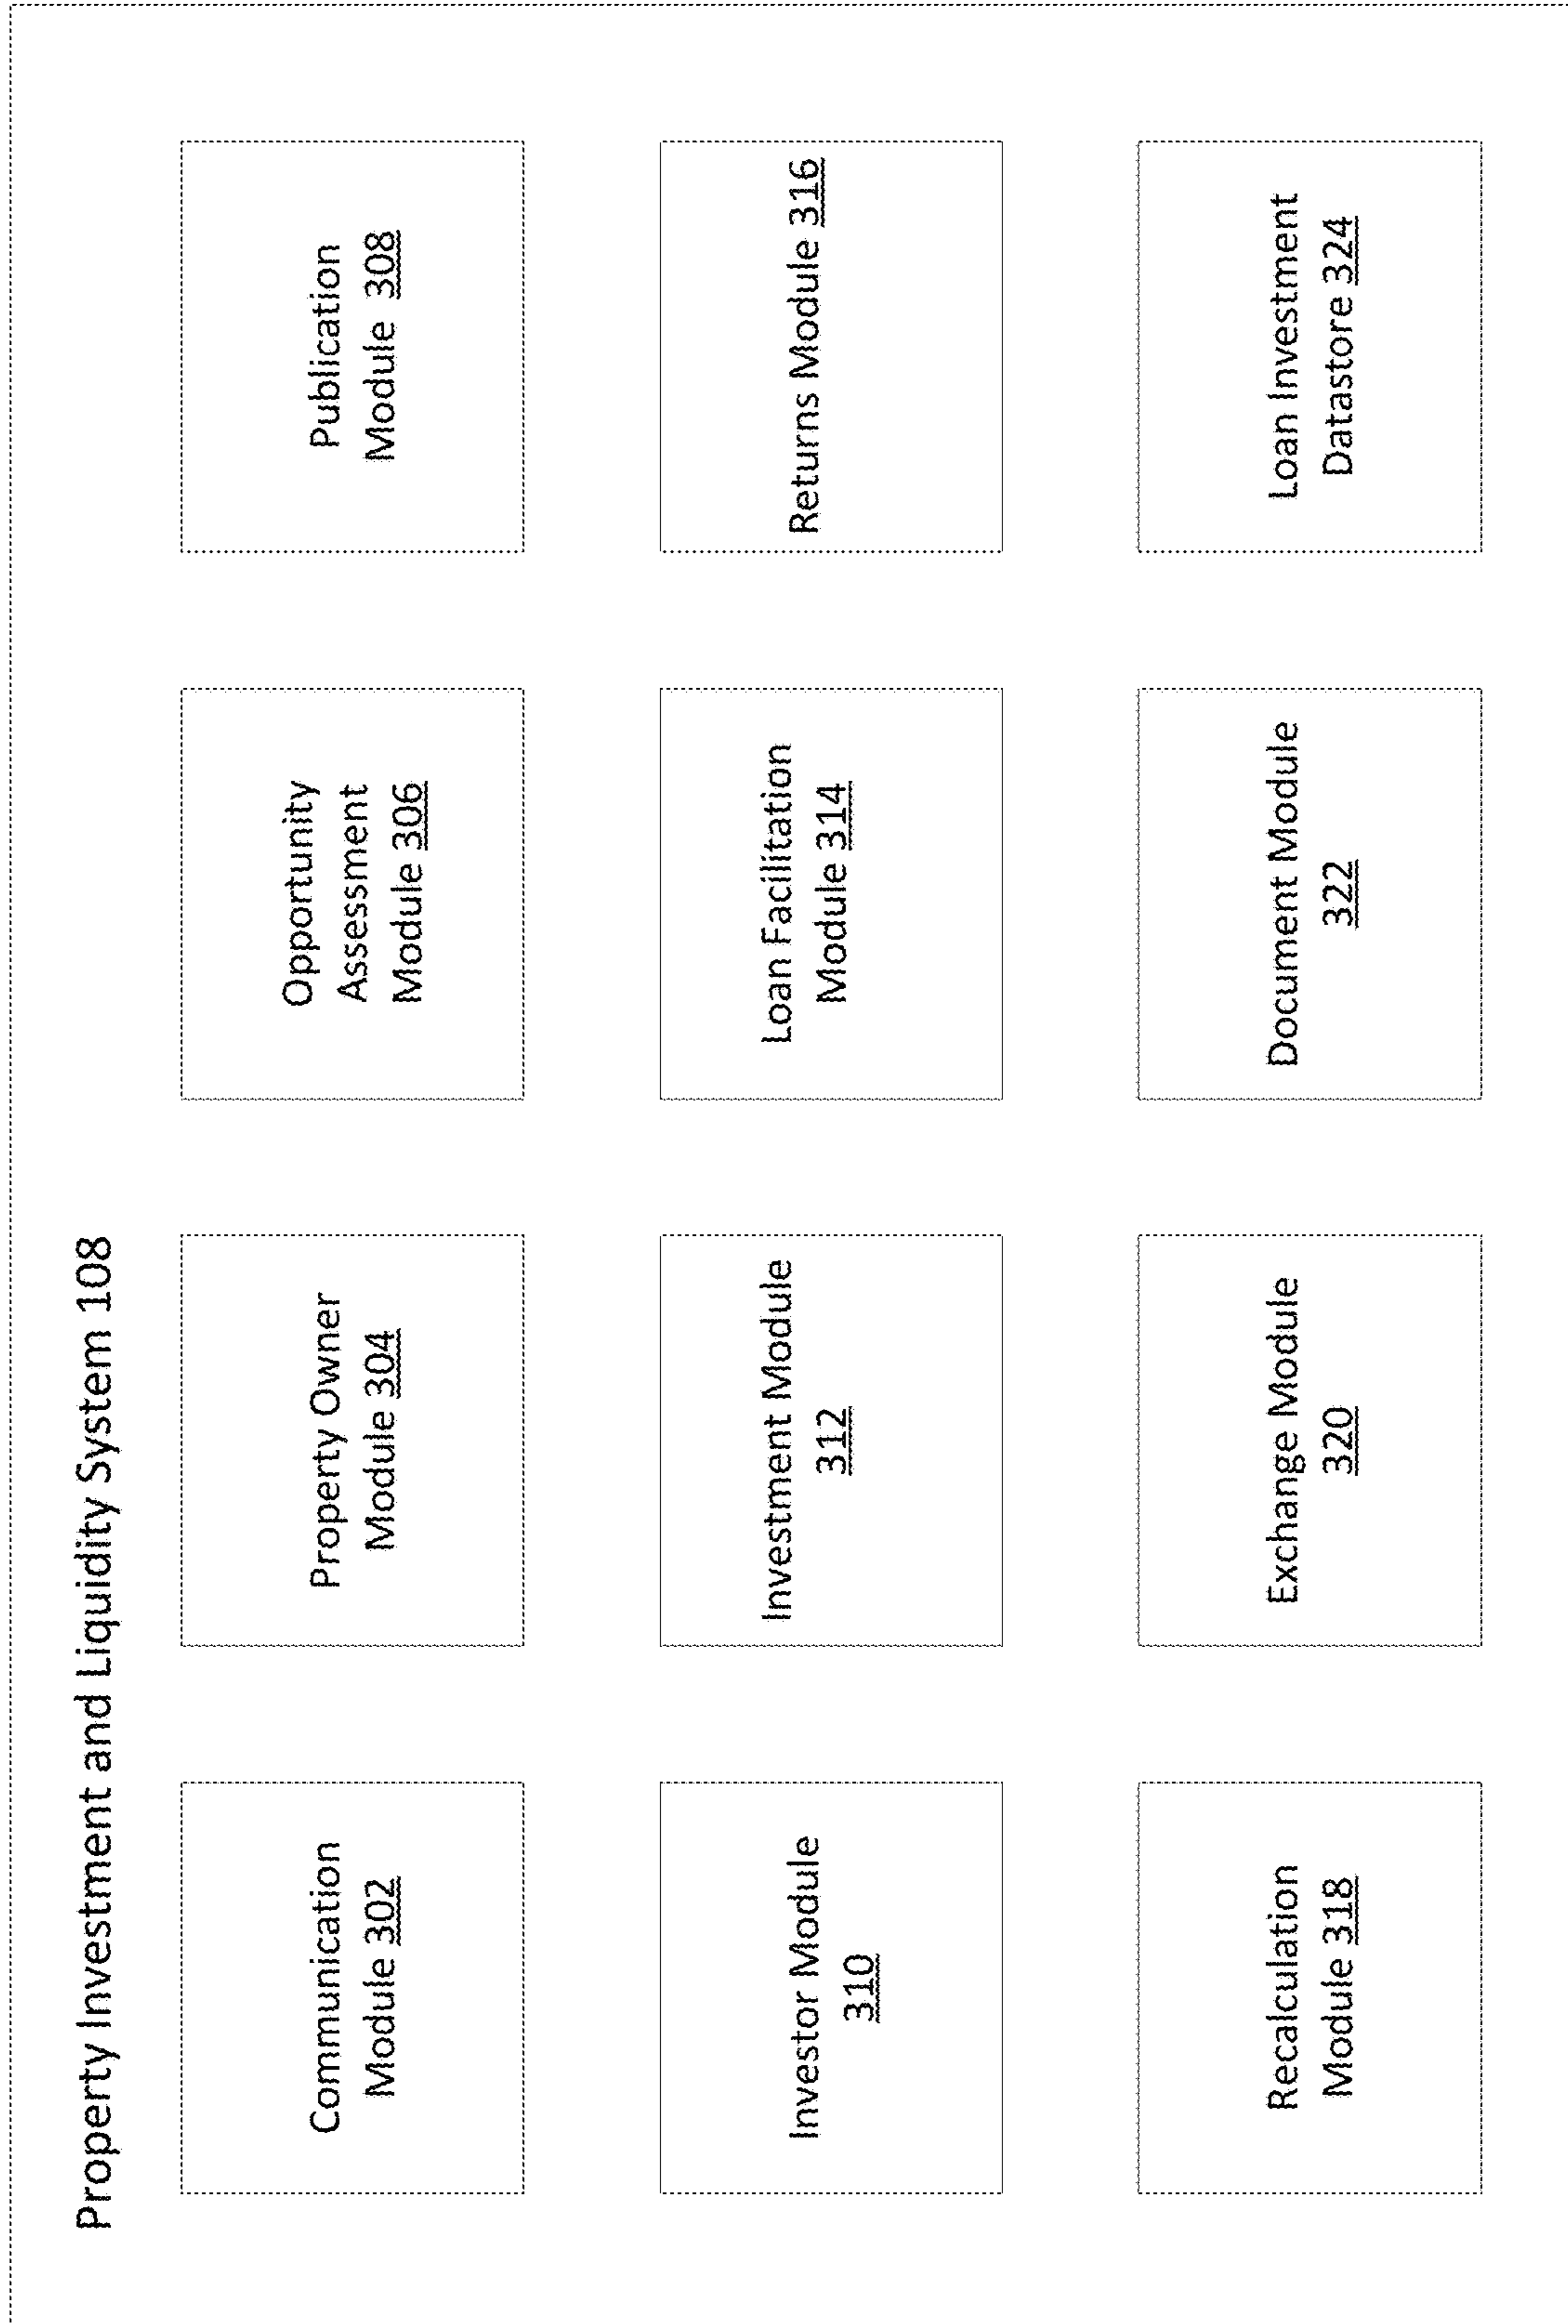 Property Investment and Liquidity System 108
Communication
Module 302
Property Owner
Module 304
Opportunity
Assessment
Module 306
Publication
Module 308
Investor Module
310
Investment Module
312
Loan Facilitation
Module 314
Returns Module 316
Recalculation
Module 318
Exchange Module
320
Document Module
322
Loan Investment
Datastore 324